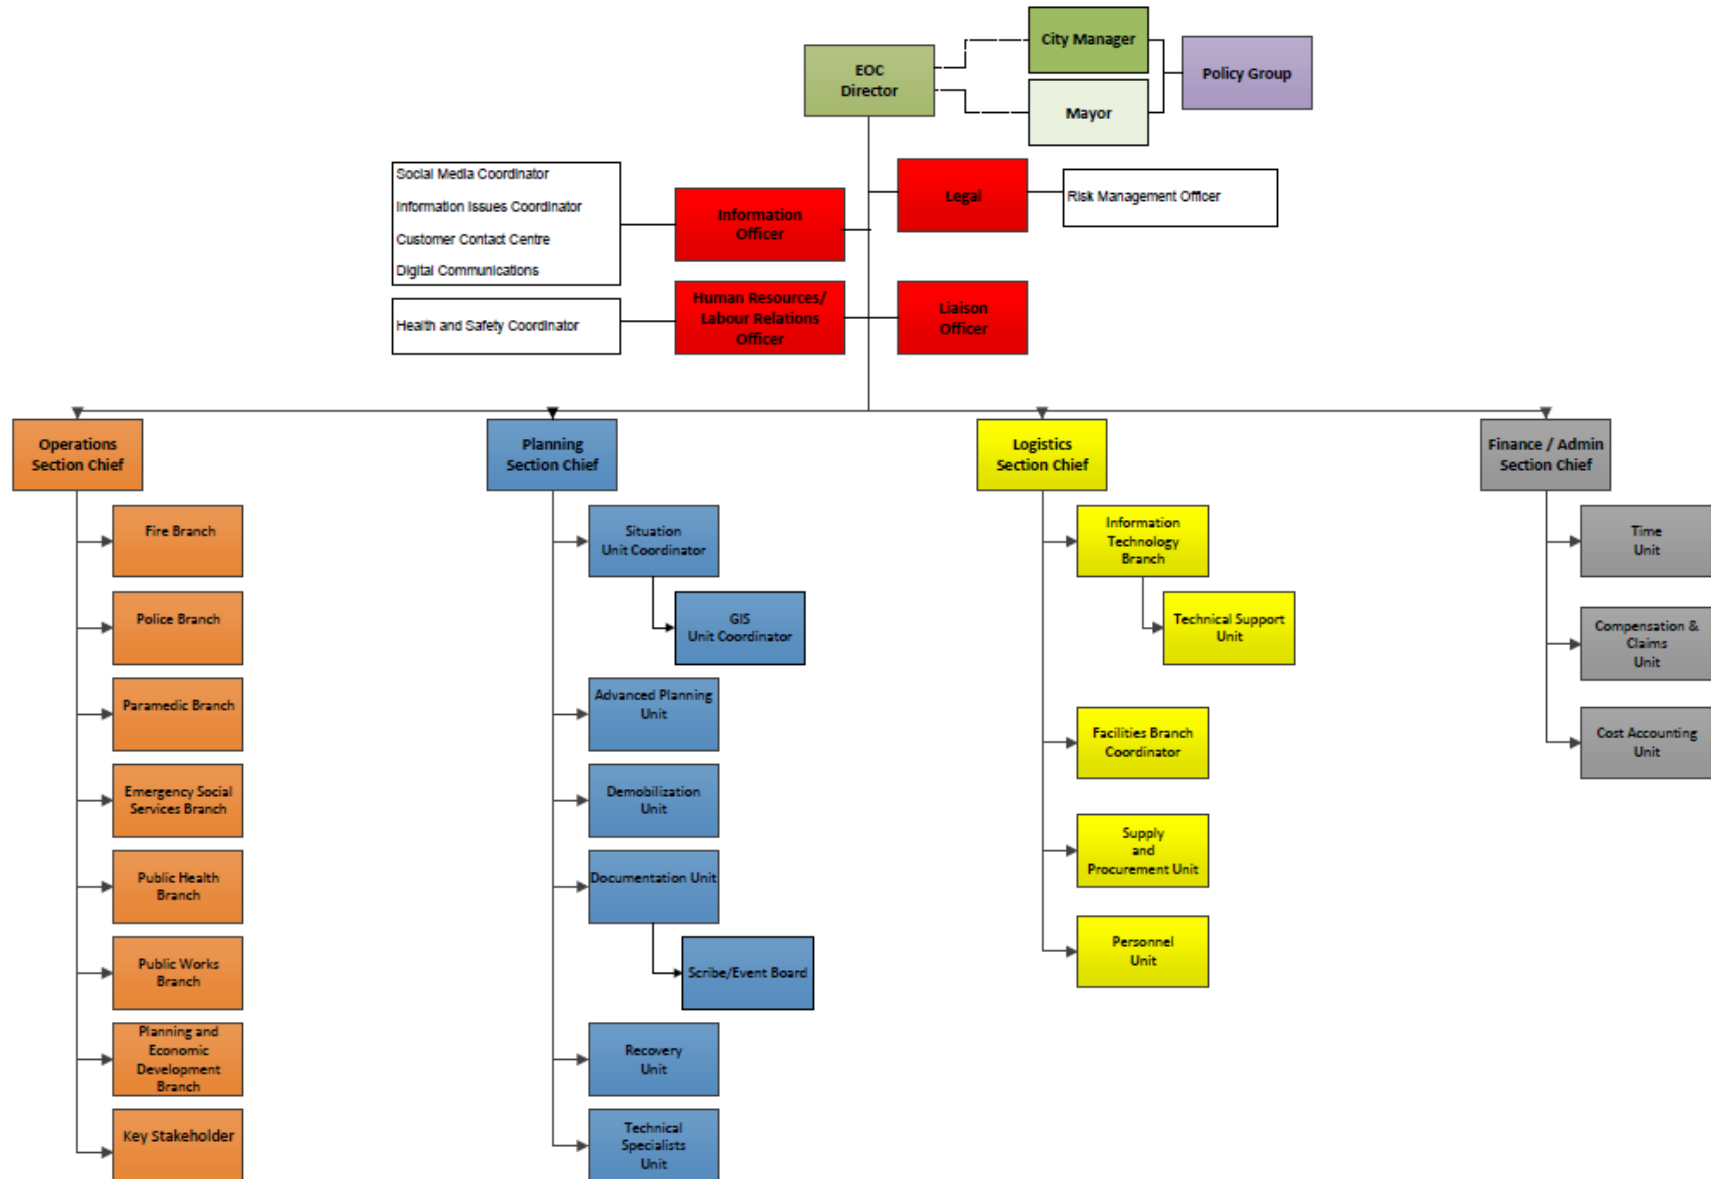 City Manager
EOC
Director
Policy Group
Mayor
Social Media Coordinator
Information Issues Coordinator
Customer Contact Centre
Digital Communications
Information
Officer
Legal
Risk Management Officer
Health and Safety Coordinator
Human Resources/
Labour Relations
Officer
Liaison
Officer
Operations
Section Chief
Planning
Section Chief
Logistics
Section Chief
Finance / Admin
Section Chief
Fire Branch
Police Branch
Paramedic Branch
Emergency Social
Services Branch
Public Health
Branch
Public Works
Branch
Planning and
Economic
Development
Branch
Key Stakeholder
Situation
Unit Coordinator
GIS
Unit Coordinator
Advanced Planning
Unit
Demobilization
Unit
Documentation Unit
Scribe/Event Board
Recovery
Unit
Technical
Specialists
Unit
Information
Technology
Branch
Technical Support
Unit
Facilities Branch
Coordinator
Supply
and
Procurement Unit
Personnel
Unit
Time
Unit
Compensation &
Claims
Unit
Cost Accounting
Unit